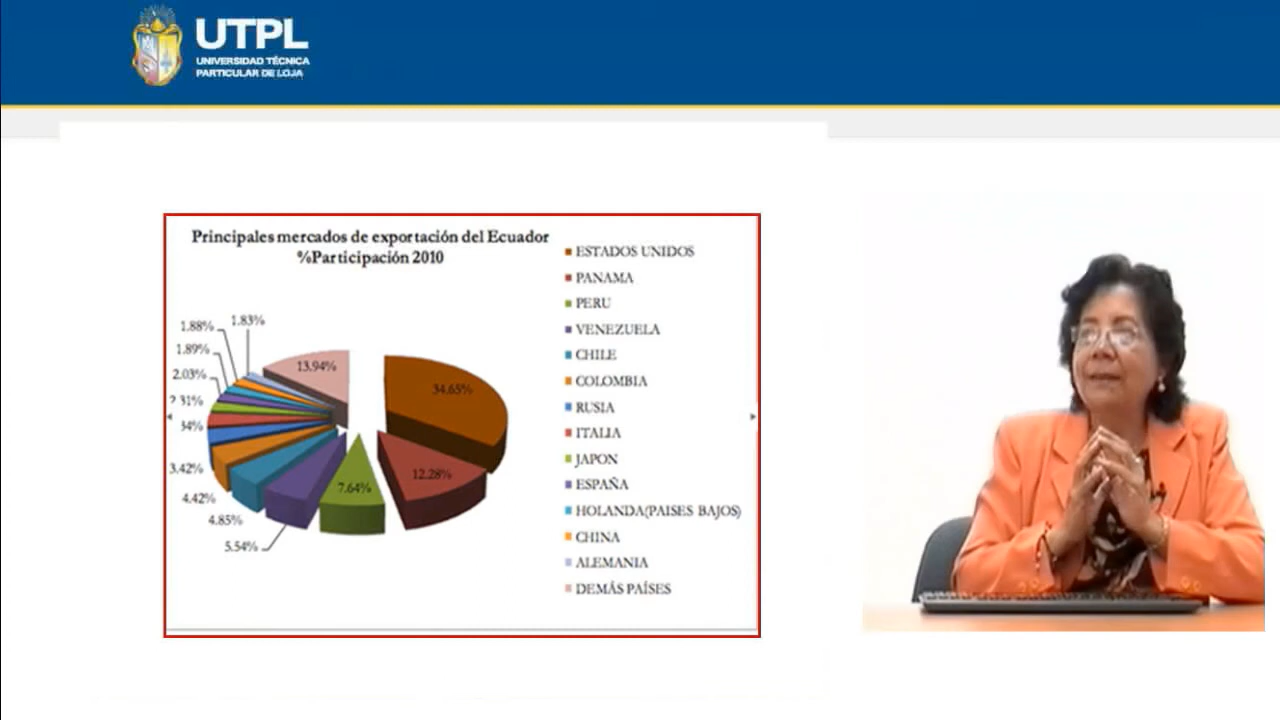 UTPL
UNIVERSIDAD TÉCNICA
PARTICULAR DE LOJA
Principales mercados de exportación del Ecuador
%Participación 2010
1.83%
1.88%
1.89%
2.03%
34%
3.42%
4.42%
4.85%
5.54%
7.64%
12.28%
34.65%
13.94%
ESTADOS UNIDOS
PANAMA
PERU
VENEZUELA
CHILE
COLOMBIA
RUSIA
ITALIA
JAPON
ESPAÑA
HOLANDA(PAISES BAJOS)
CHINA
ALEMANIA
DEMÁS PAÍSES